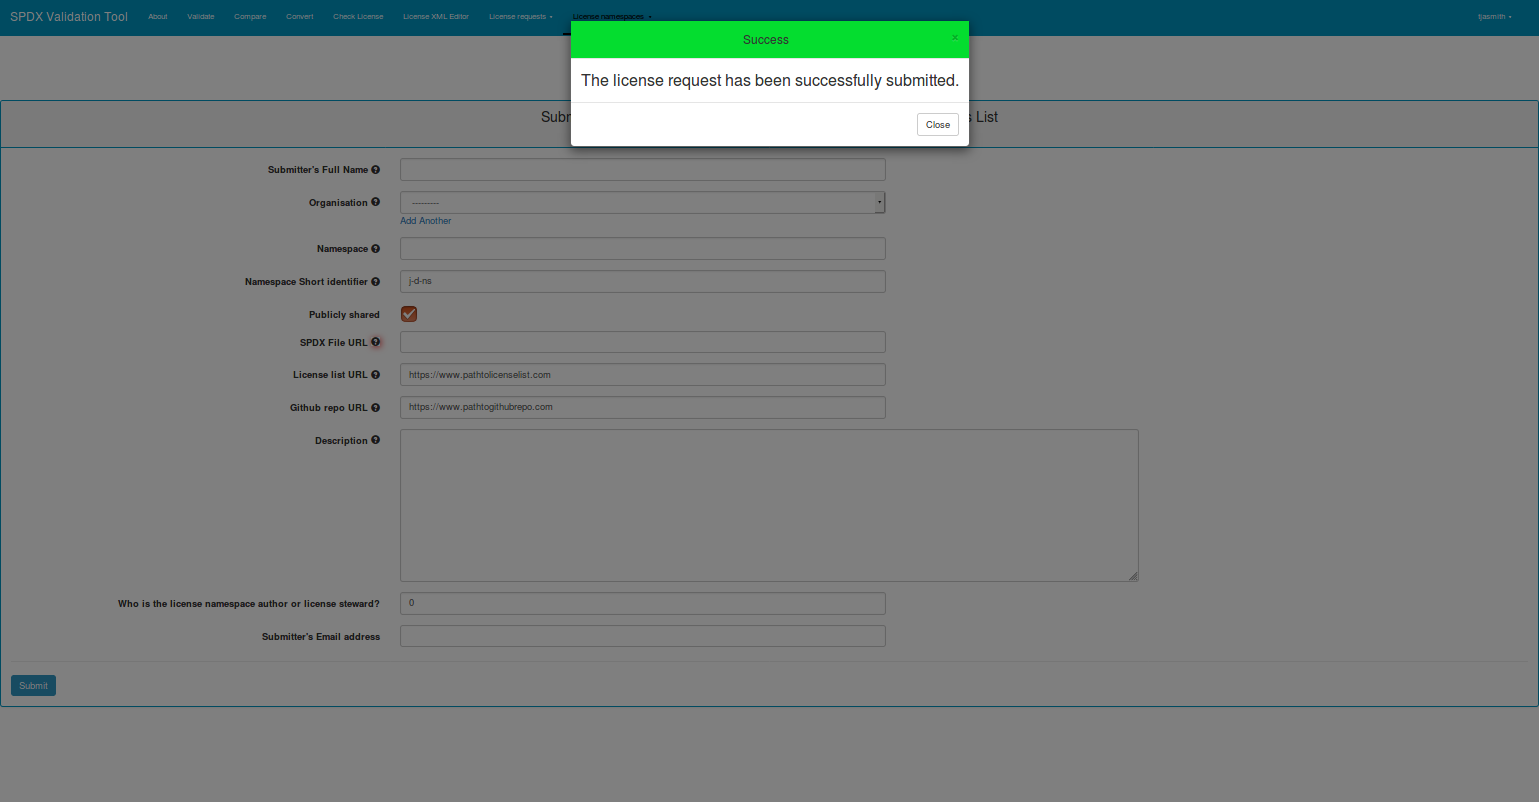 SPDX Validation Tool About Validate Compare Convert Check License License XML Editor License requests License namespaces tjasmith
Success ×
The license request has been successfully submitted.
Close
List
Submitter's Full Name
Organisation ---------
Add Another
Namespace
Namespace Short identifier j-d-ns
Publicly shared
SPDX File URL
License list URL https://www.pathtolicenselist.com
Github repo URL https://www.pathtogithubrepo.com
Description
Who is the license namespace author or license steward? 0
Submitter's Email address
Submit